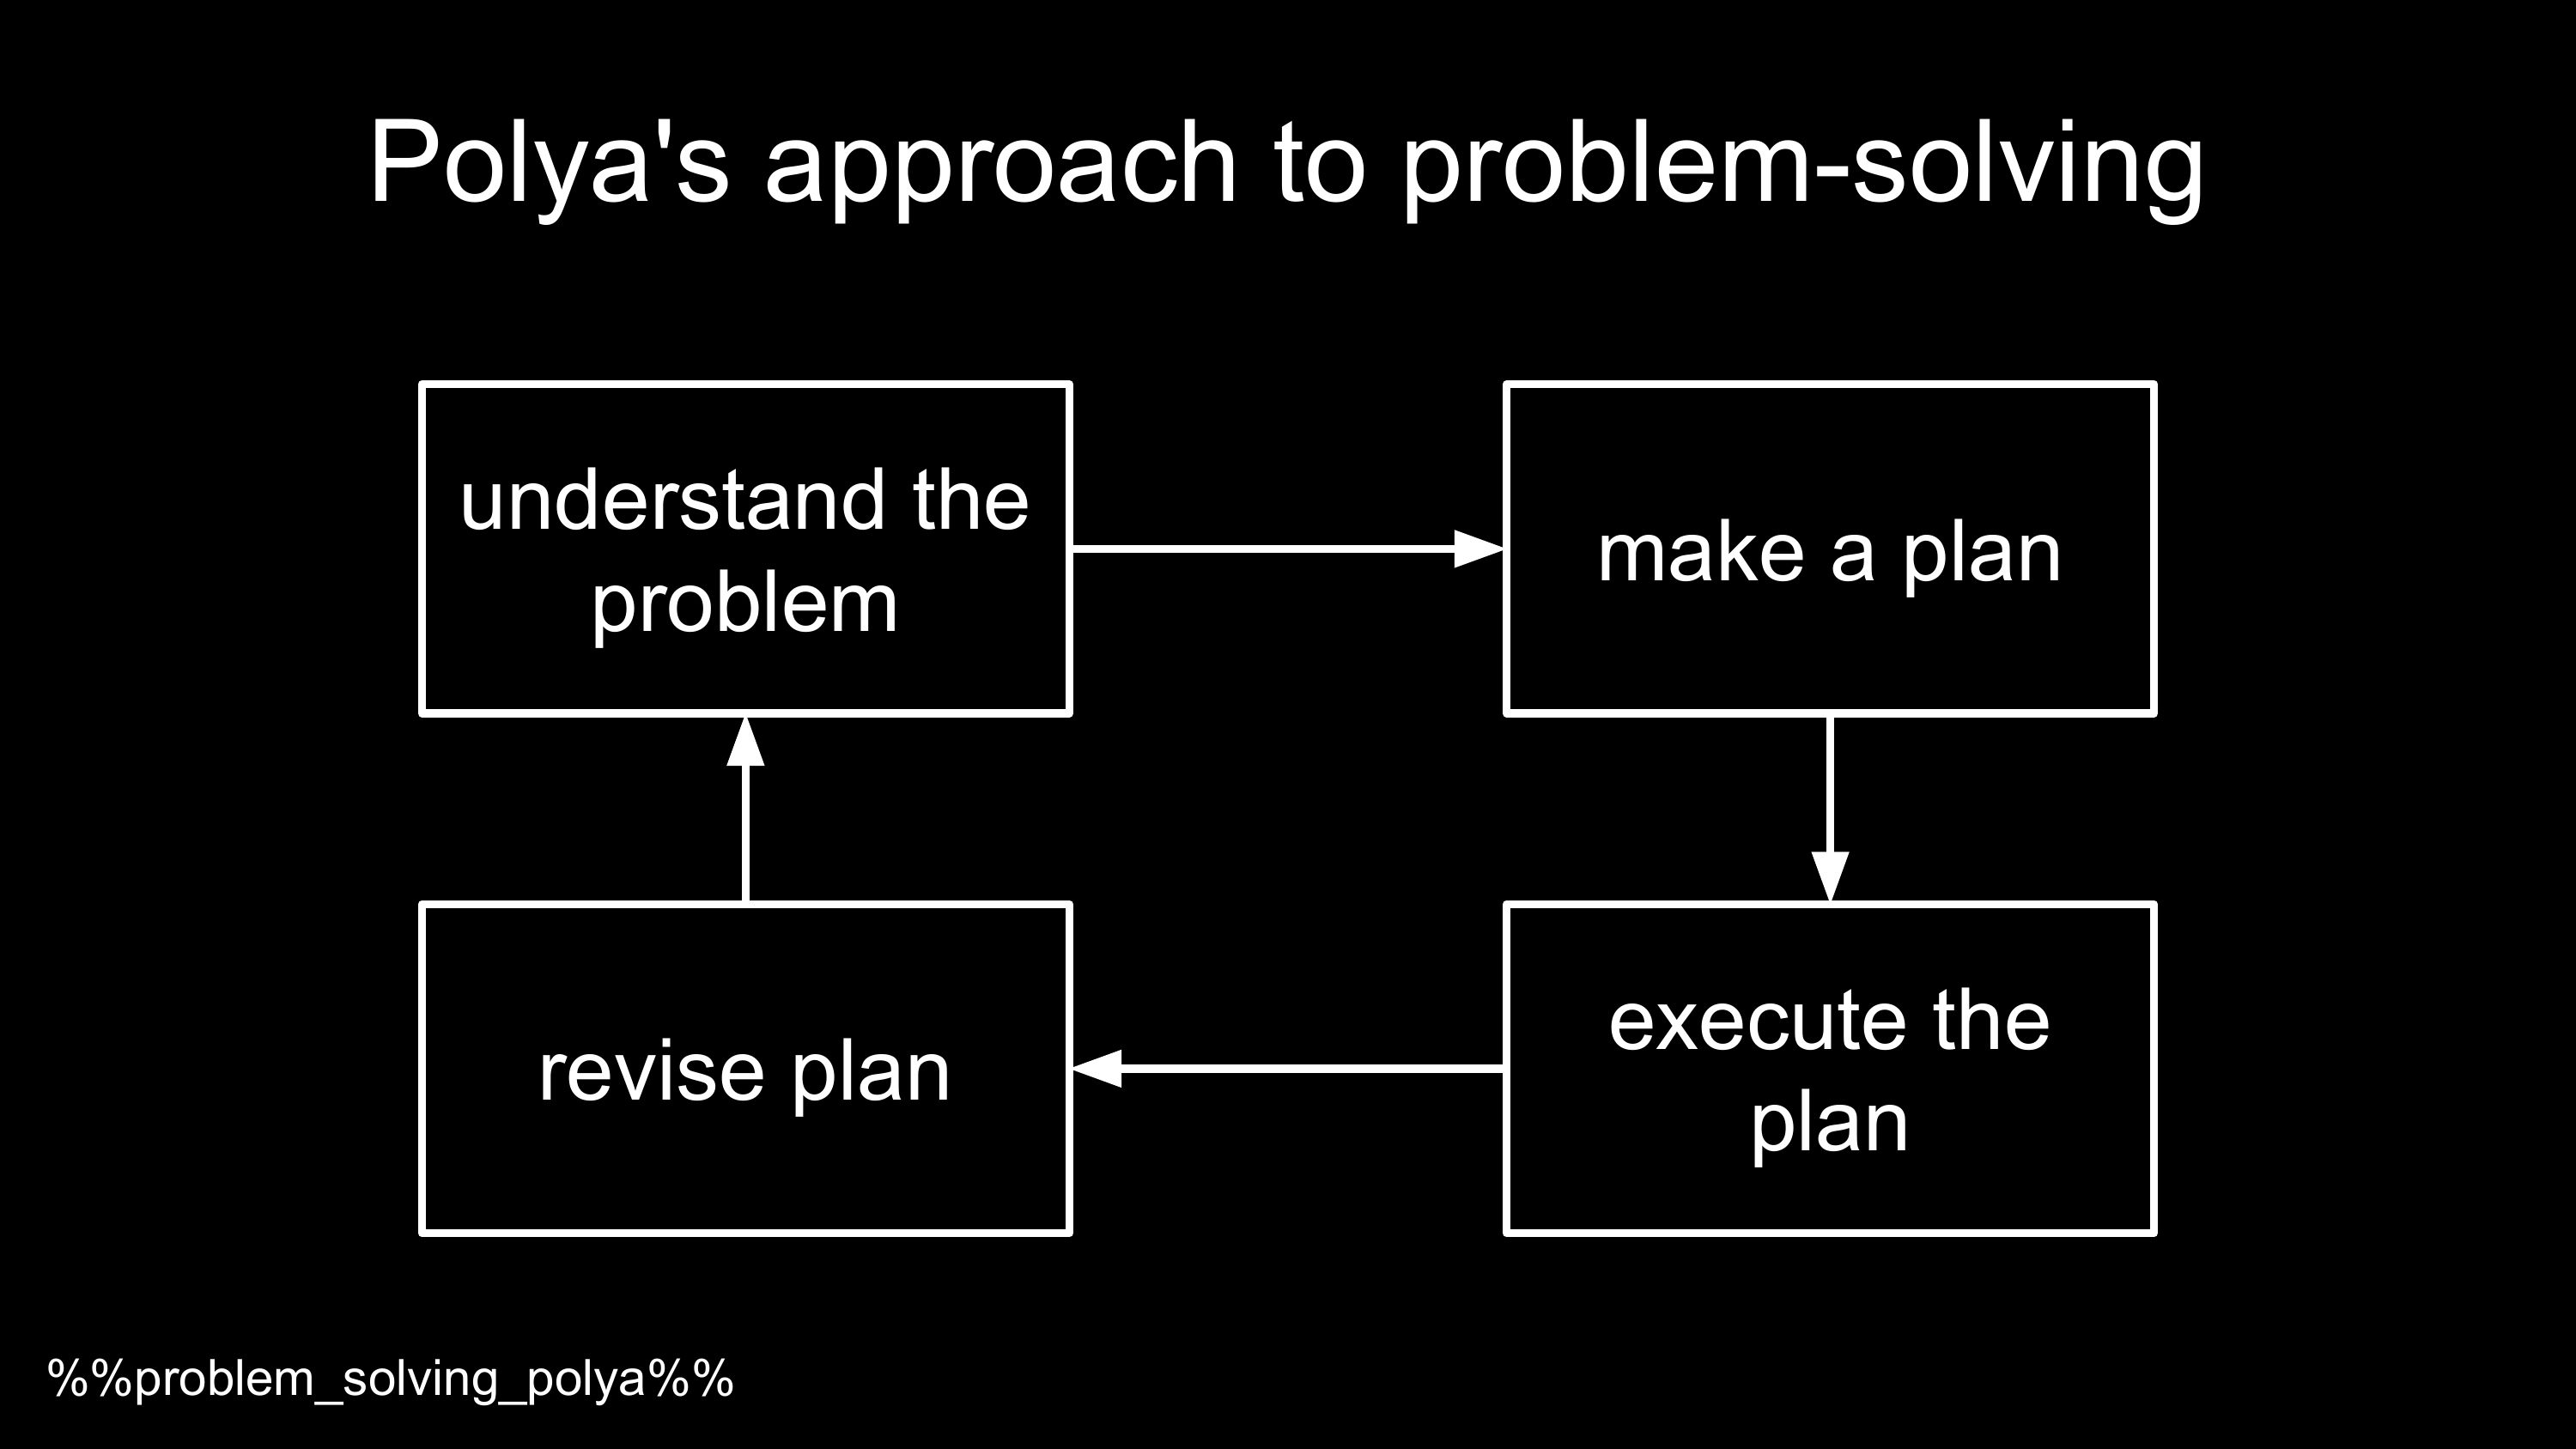 Polya's approach to problem-solving
understand the
problem
make a plan
revise plan
execute the
plan
%%problem_solving_polya%%